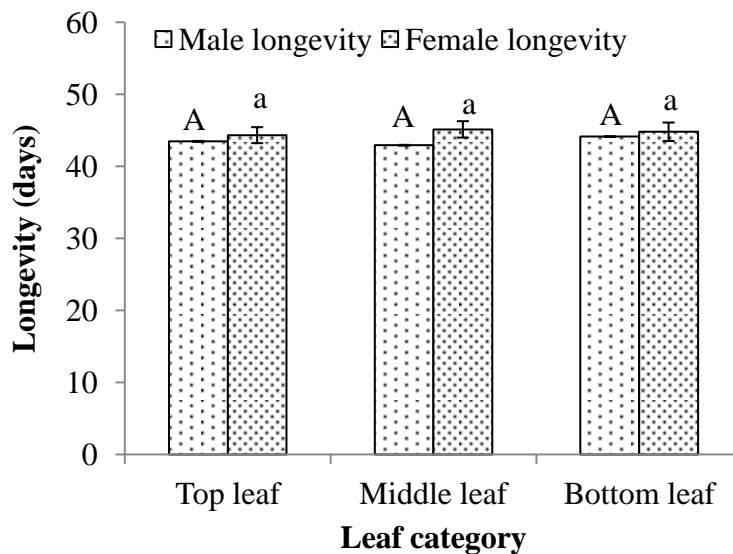 60
50
40
30
20
10
0
Longevity (days)
Male longevity Female longevity
A a A a A a
Top leaf Middle leaf Bottom leaf
Leaf category